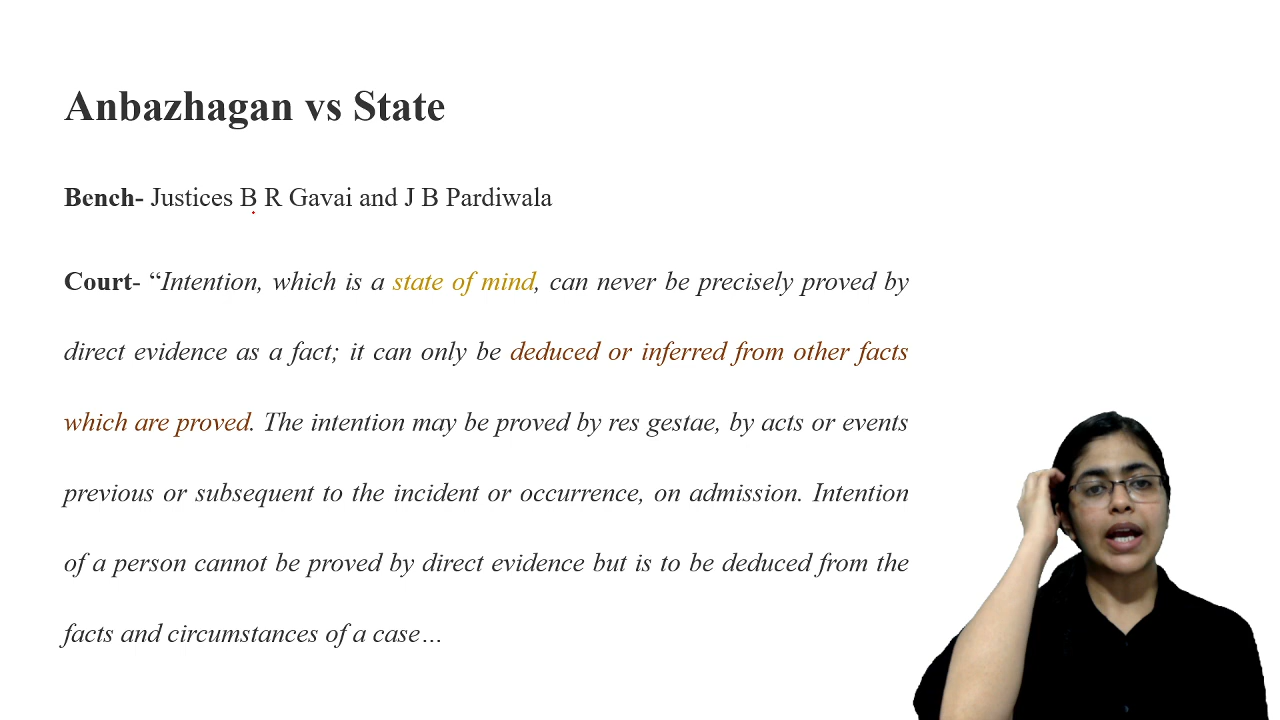 Anbazhagan vs State
Bench- Justices B R Gavai and J B Pardiwala
Court- “Intention, which is a state of mind, can never be precisely proved by
direct evidence as a fact; it can only be deduced or inferred from other facts
which are proved. The intention may be proved by res gestae, by acts or events
previous or subsequent to the incident or occurrence, on admission. Intention
of a person cannot be proved by direct evidence but is to be deduced from the
facts and circumstances of a case…